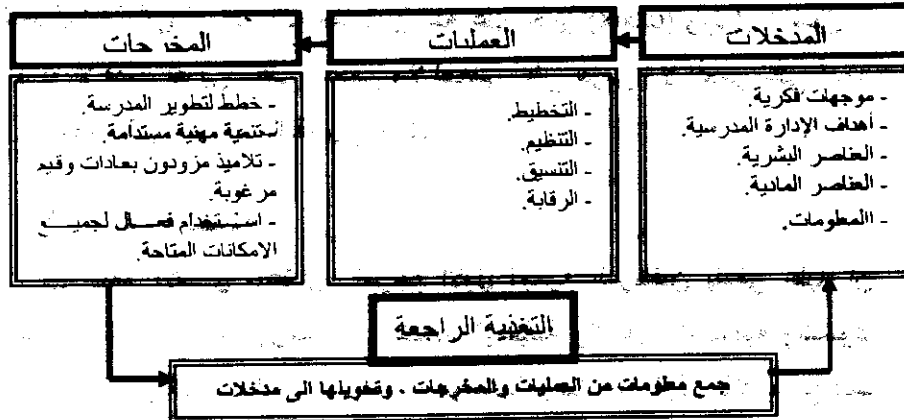 المدخلات
العمليات
المخرجات
- موجهات فكرية.
- أهداف الإدارة المدرسية.
- العناصر البشرية.
- العناصر المادية.
- االمعلومات.
- التخطيط.
- التنظيم.
- التنسيق.
- الرقابة.
- خطط لتطوير المدرسة.
- تنمية مهنية مستدامة.
- تلاميذ مزودون بعادات وقيم
مرغوبة.
- استخدام فعال لجميع
الامكانات المتاحة.
التغذية الراجعة
جمع معلومات من العمليات والمخرجات ، وتحويلها الى مدخلات